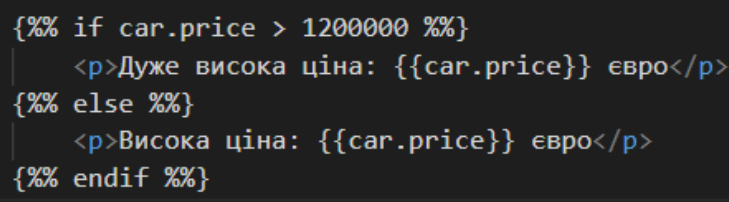 {%% if car.price > 1200000 %%}
<p>Дуже висока ціна: {{car.price}} євро</p>
{%% else %%}
<p>Висока ціна: {{car.price}} євро</p>
{%% endif %%}